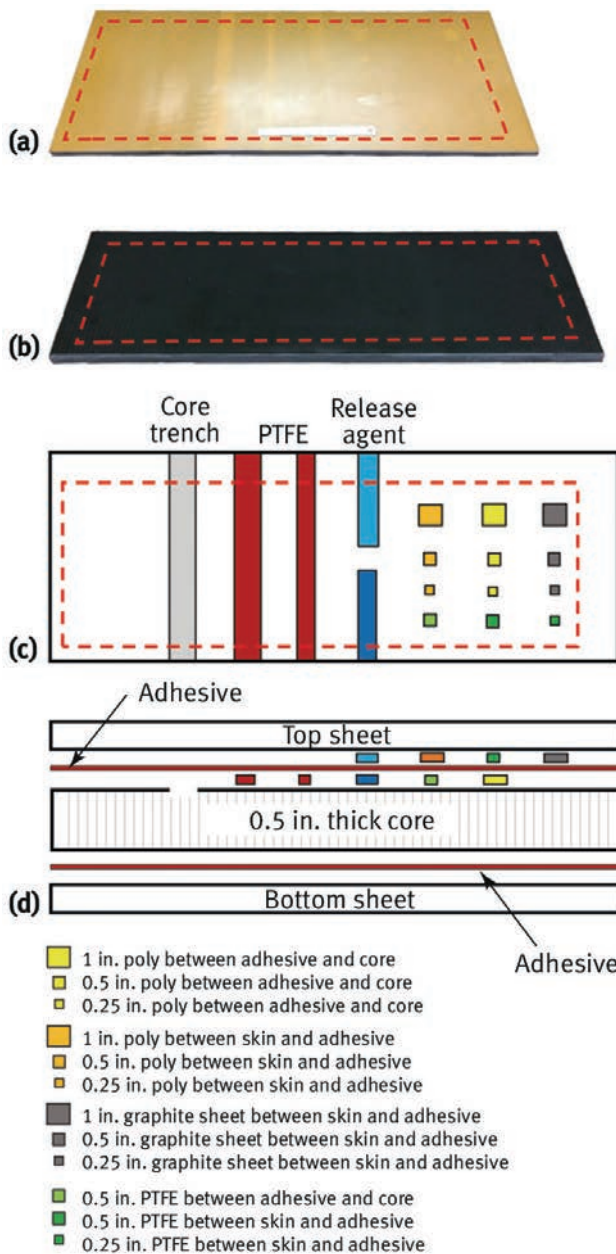 (a)
(b)
Core
trench
PTFE
Release
agent
(c)
Adhesive
Top sheet
0.5 in. thick core
Bottom sheet
(d)
Adhesive
1 in. poly between adhesive and core
0.5 in. poly between adhesive and core
0.25 in. poly between adhesive and core
1 in. poly between skin and adhesive
0.5 in. poly between skin and adhesive
0.25 in. poly between skin and adhesive
1 in. graphite sheet between skin and adhesive
0.5 in. graphite sheet between skin and adhesive
0.25 in. graphite sheet between skin and adhesive
0.5 in. PTFE between adhesive and core
0.5 in. PTFE between skin and adhesive
0.25 in. PTFE between skin and adhesive